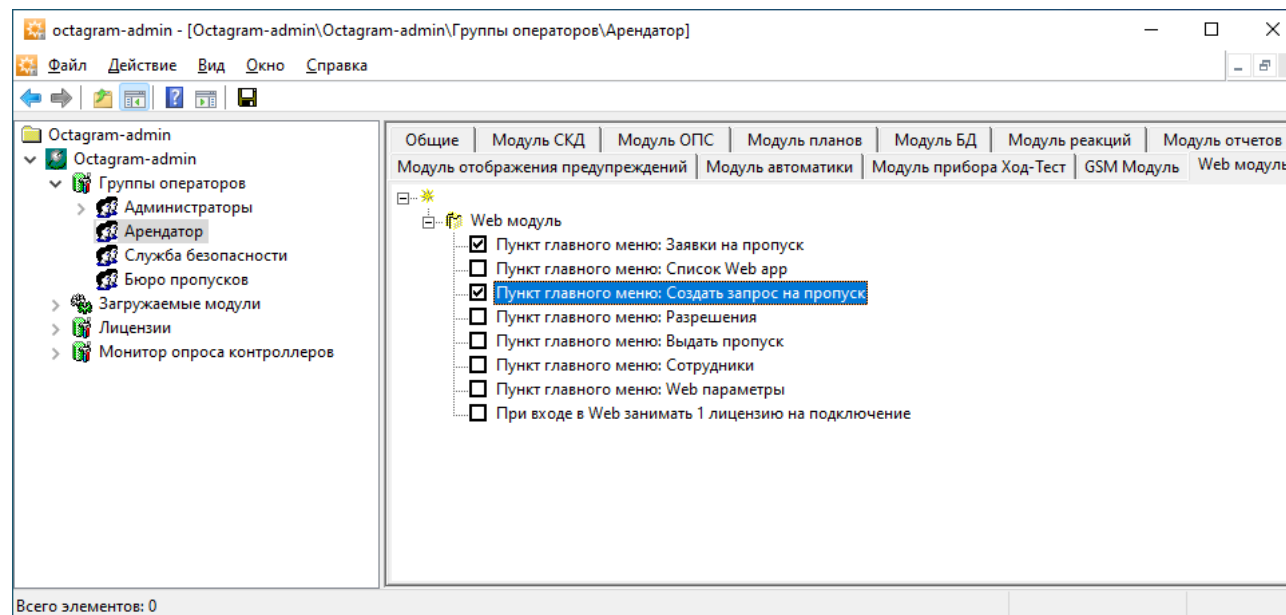 octagram-admin - [Octagram-admin\Octagram-admin\Группы операторов\Арендатор]
Файл Действие Вид Окно Справка
Octagram-admin
Octagram-admin
Группы операторов
Администраторы
Арендатор
Служба безопасности
Бюро пропусков
Загружаемые модули
Лицензии
Монитор опроса контроллеров
Общие Модуль СКД Модуль ОПС Модуль планов Модуль БД Модуль реакций Модуль отчетов
Модуль отображения предупреждений Модуль автоматики Модуль прибора Ход-Тест GSM Модуль Web модуль
Web модуль
Пункт главного меню: Заявки на пропуск
Пункт главного меню: Список Web app
Пункт главного меню: Создать запрос на пропуск
Пункт главного меню: Разрешения
Пункт главного меню: Выдать пропуск
Пункт главного меню: Сотрудники
Пункт главного меню: Web параметры
При входе в Web занимать 1 лицензию на подключение
Всего элементов: 0